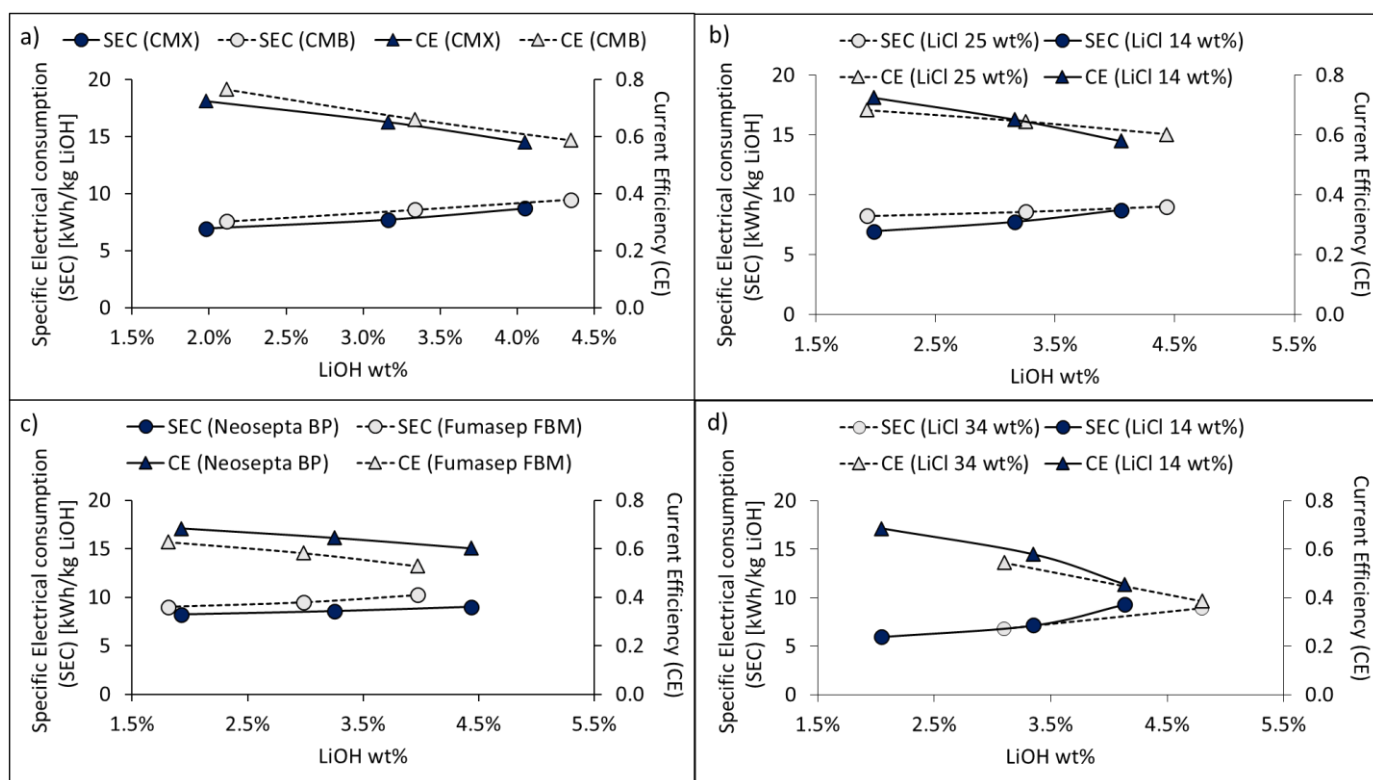 a)
SEC (CMX) SEC (CMB) CE (CMX) CE (CMB)
Specific Electrical consumption
(SEC) [kWh/kg LiOH]
20
15
10
5
0
0.8
0.6
0.4
0.2
0.0
Current Efficiency (CE)
1.5% 2.0% 2.5% 3.0% 3.5% 4.0% 4.5%
LiOH wt%
b)
SEC (LiCl 25 wt%) SEC (LiCl 14 wt%)
CE (LiCl 25 wt%) CE (LiCl 14 wt%)
Specific Electrical consumption
(SEC) [kWh/kg LiOH]
20
15
10
5
0
0.8
0.6
0.4
0.2
0.0
Current Efficiency (CE)
1.5% 2.5% 3.5% 4.5% 5.5%
LiOH wt%
c)
SEC (Neosepta BP) SEC (Fumasep FBM)
CE (Neosepta BP) CE (Fumasep FBM)
Specific Electrical consumption
(SEC) [kWh/kg LiOH]
20
15
10
5
0
0.8
0.6
0.4
0.2
0.0
Current Efficiency (CE)
1.5% 2.5% 3.5% 4.5% 5.5%
LiOH wt%
d)
SEC (LiCl 34 wt%) SEC (LiCl 14 wt%)
CE (LiCl 34 wt%) CE (LiCl 14 wt%)
Specific Electrical consumption
(SEC) [kWh/kg LiOH]
20
15
10
5
0
0.8
0.6
0.4
0.2
0.0
Current Efficiency (CE)
1.5% 2.5% 3.5% 4.5% 5.5%
LiOH wt%